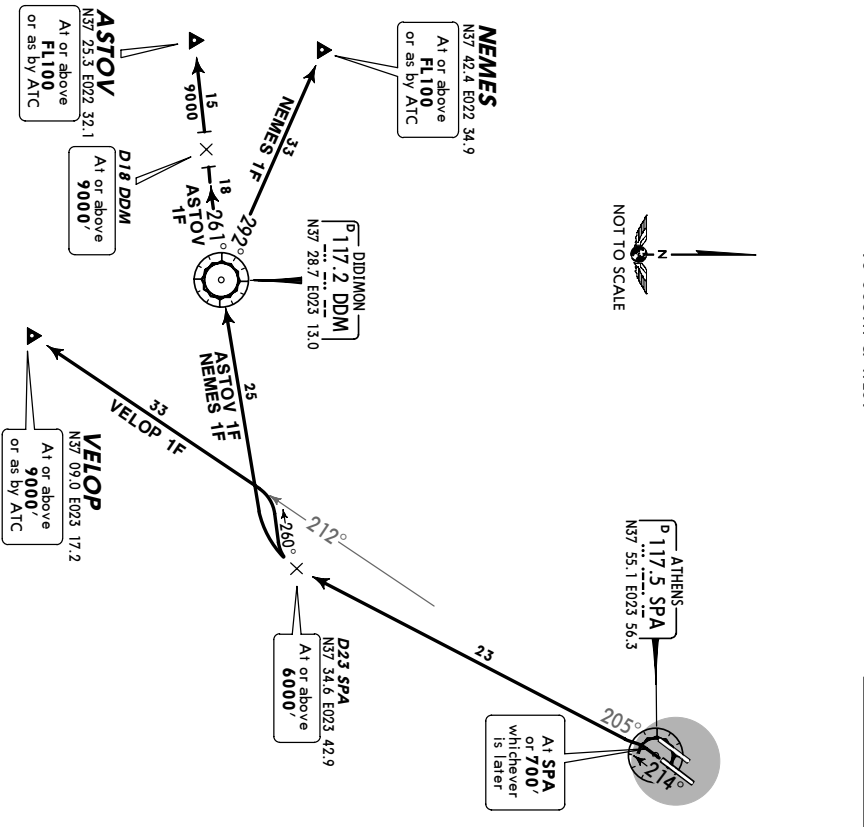 NEMES
N37 42.4 E022 34.9
At or above
FL100
or as by ATC
ASTOV
N37 25.3 E022 32.1
At or above
FL100
or as by ATC
15
9000
D18 DDM
At or above
9000'
18
ASTOV
1F
261°
33
NEMES 1F
292°
DIDIMON
D
117.2 DDM
N37 28.7 E023 13.0
N
NOT TO SCALE
25
ASTOV 1F
NEMES 1F
33
VELOP 1F
VELOP
N37 09.0 E023 17.2
At or above
9000'
or as by ATC
212°
260°
D23 SPA
N37 34.6 E023 42.9
At or above
6000'
23
ATHENS
D
117.5 SPA
N37 55.1 E023 56.3
205°
214°
At SPA
or 700'
whichever
is later